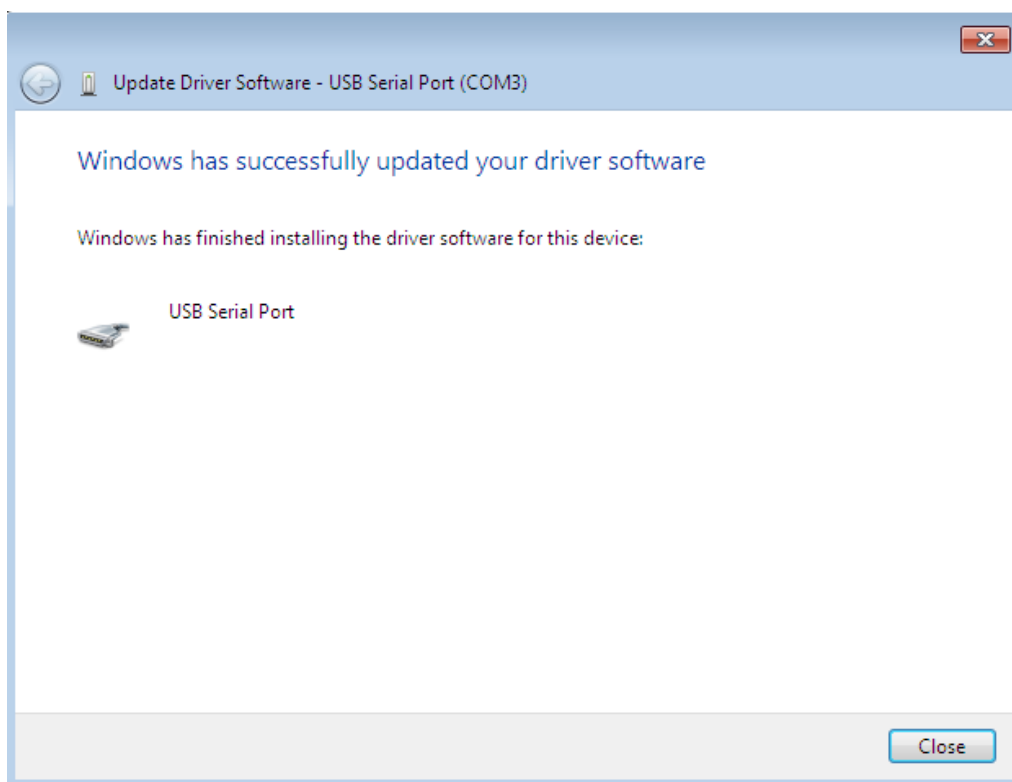 Update Driver Software - USB Serial Port (COM3)
Windows has successfully updated your driver software
Windows has finished installing the driver software for this device:
USB Serial Port
Close